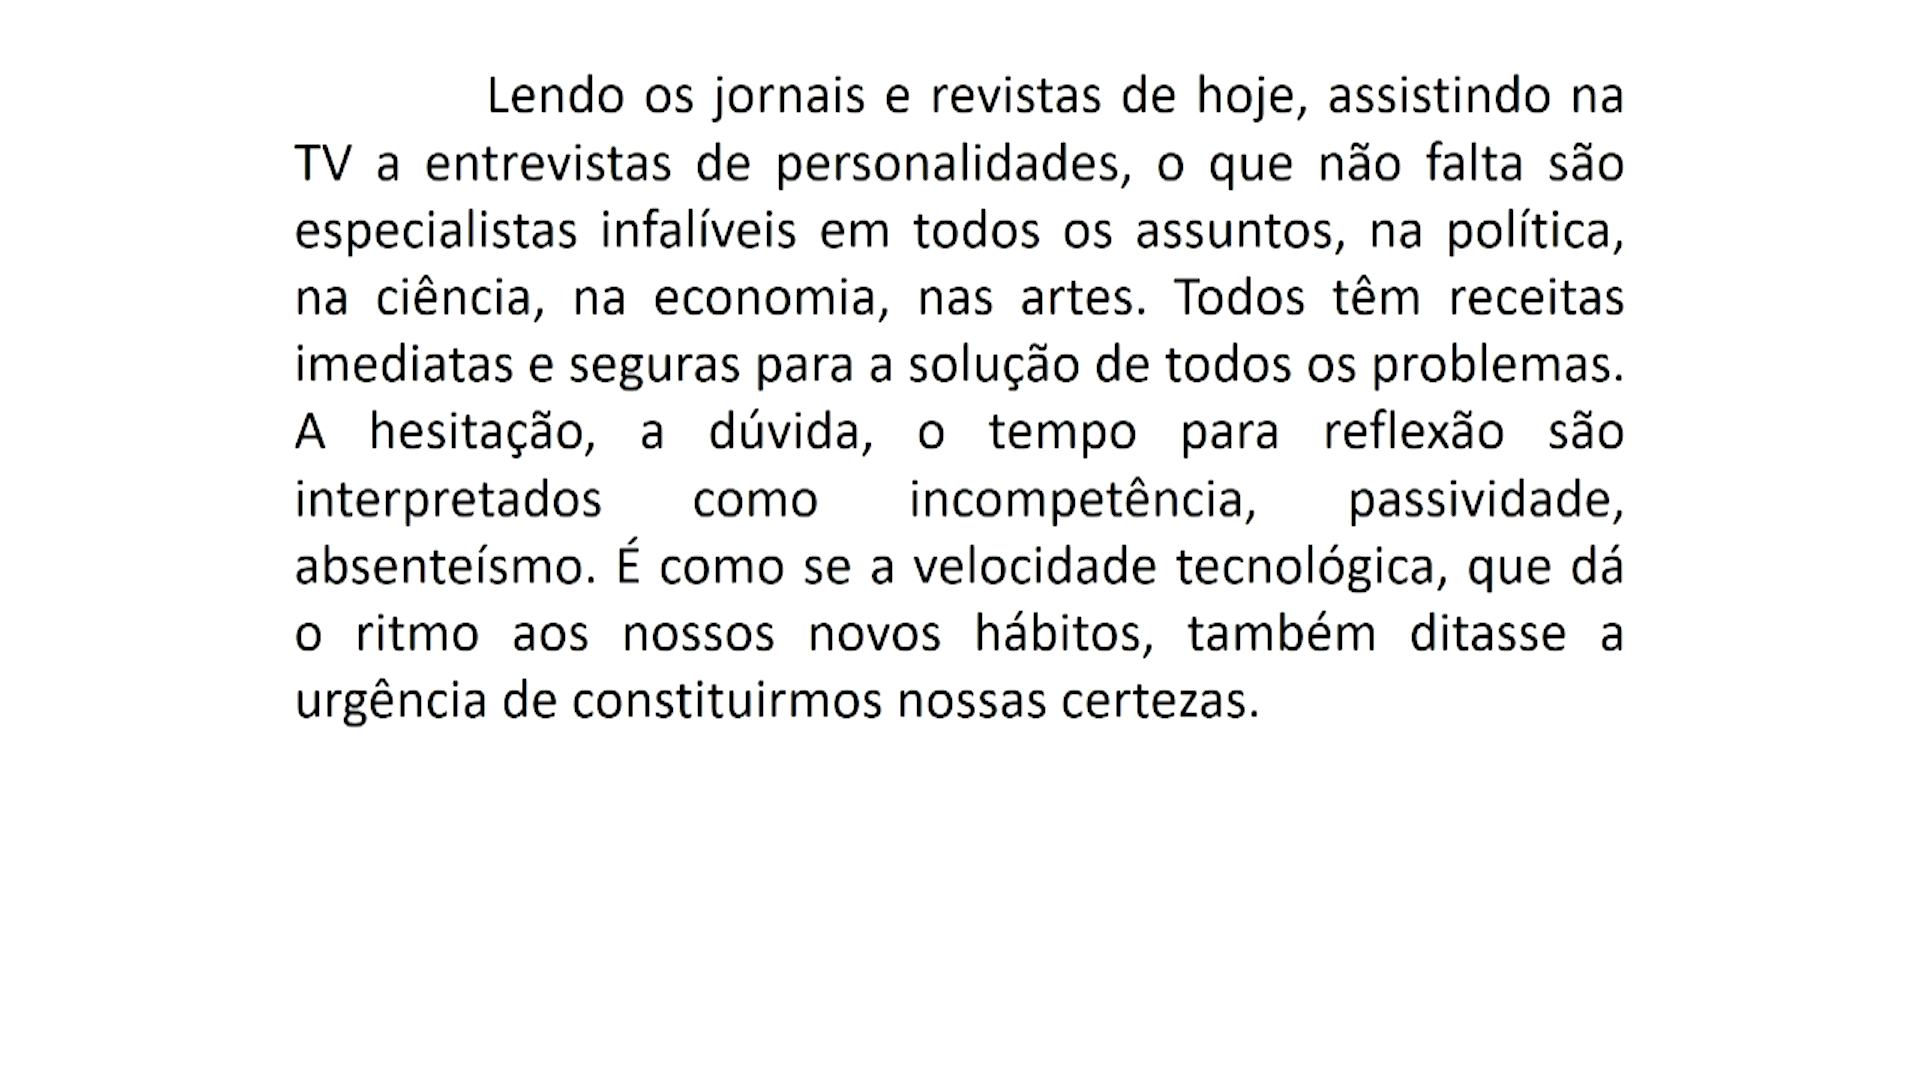 Lendo os jornais e revistas de hoje, assistindo na
TV a entrevistas de personalidades, o que não falta são
especialistas infalíveis em todos os assuntos, na política,
na ciência, na economia, nas artes. Todos têm receitas
imediatas e seguras para a solução de todos os problemas.
A hesitação, a dúvida, o tempo para reflexão são
interpretados como incompetência, passividade,
absenteísmo. É como se a velocidade tecnológica, que dá
o ritmo aos nossos novos hábitos, também ditasse a
urgência de constituirmos nossas certezas.